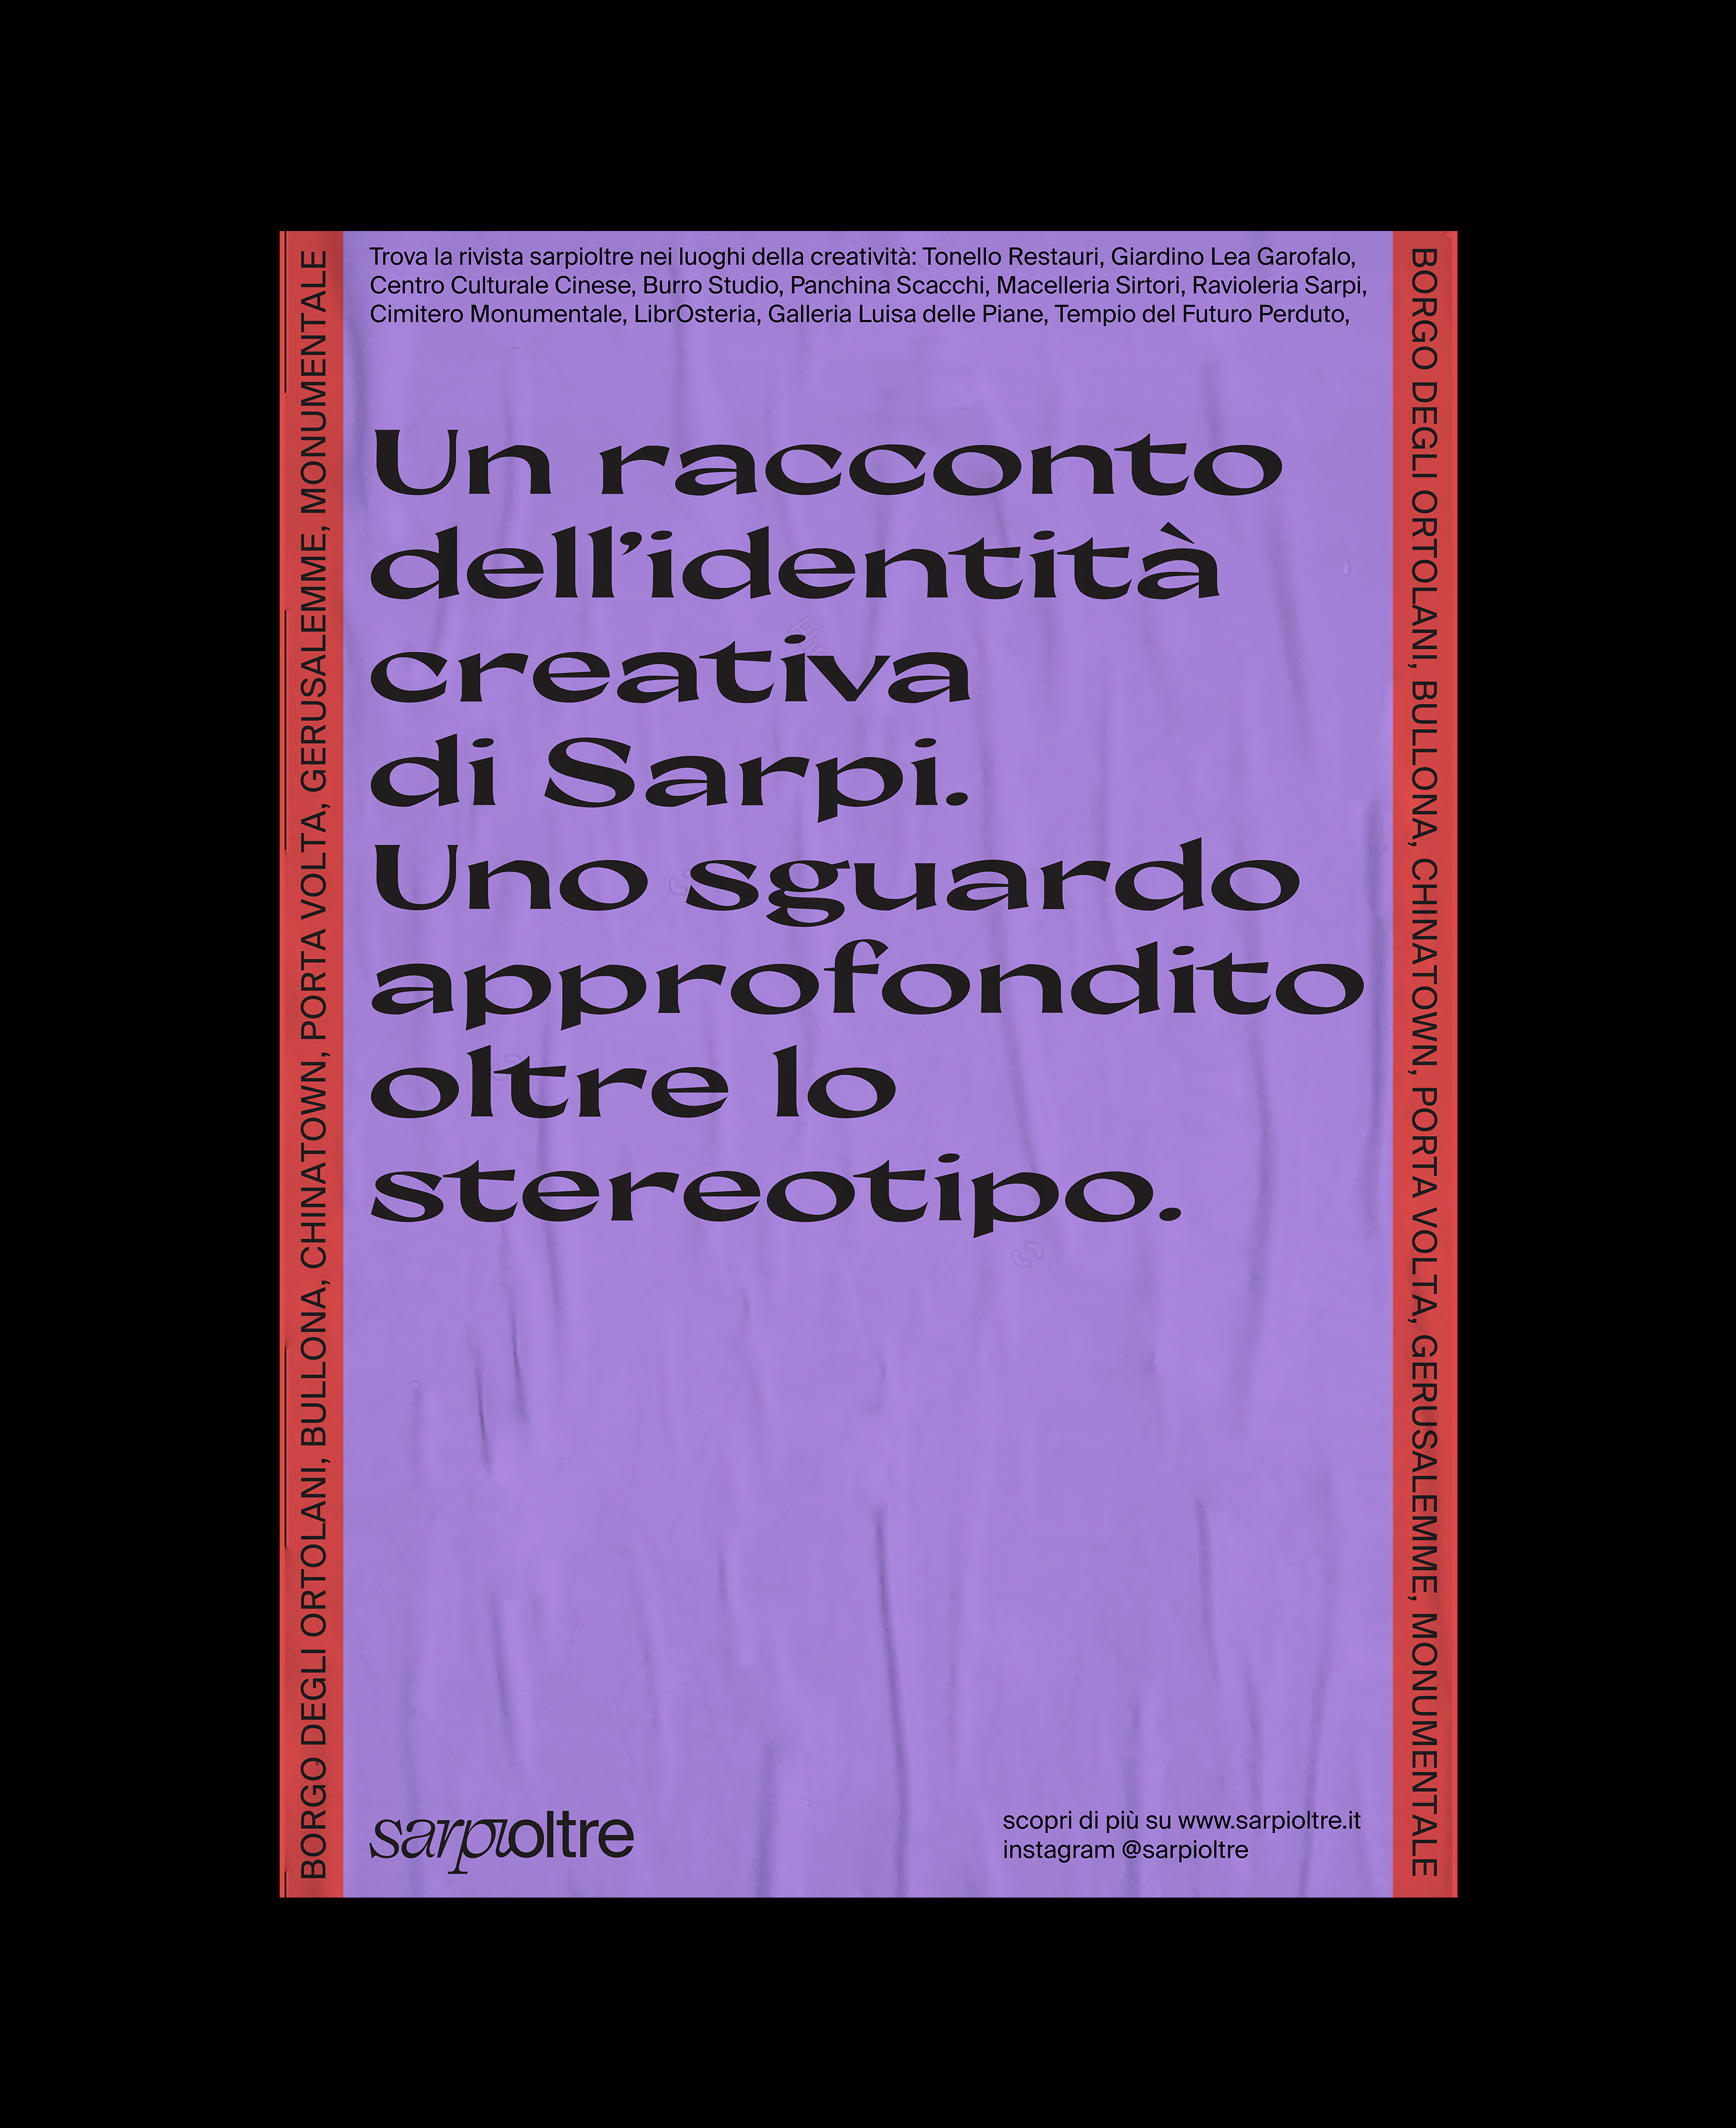 Trova la rivista sarpioltre nei luoghi della creatività: Tonello Restauri, Giardino Lea Garofalo,
Centro Culturale Cinese, Burro Studio, Panchina Scacchi, Macelleria Sirtori, Ravioleria Sarpi,
Cimitero Monumentale, LibrOsteria, Galleria Luisa delle Piane, Tempio del Futuro Perduto,
BORGO DEGLI ORTOLANI, BULLONA, CHINATOWN, PORTA VOLTA, GERUSALEMME, MONUMENTALE
Un racconto
dell’identità
creativa
di Sarpi.
Uno sguardo
approfondito
oltre lo
stereotipo.
BORGO DEGLI ORTOLANI, BULLONA, CHINATOWN, PORTA VOLTA, GERUSALEMME, MONUMENTALE
sarpioltre
scopri di più su www.sarpioltre.it
instagram @sarpioltre